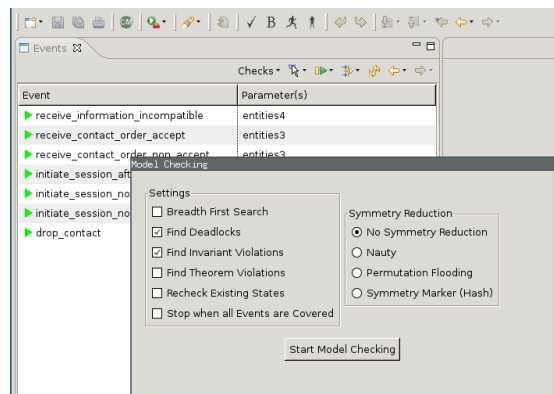 Events
Checks
Event Parameter(s)
receive_information_incompatible entities4
receive_contact_order_accept entities3
receive_contact_order_non_accept entities3
Model Checking
initiate_session_aft
initiate_session_no
initiate_session_no
drop_contact
Settings
Breadth First Search
Find Deadlocks
Find Invariant Violations
Find Theorem Violations
Recheck Existing States
Stop when all Events are Covered
Symmetry Reduction
No Symmetry Reduction
Nauty
Permutation Flooding
Symmetry Marker (Hash)
Start Model Checking